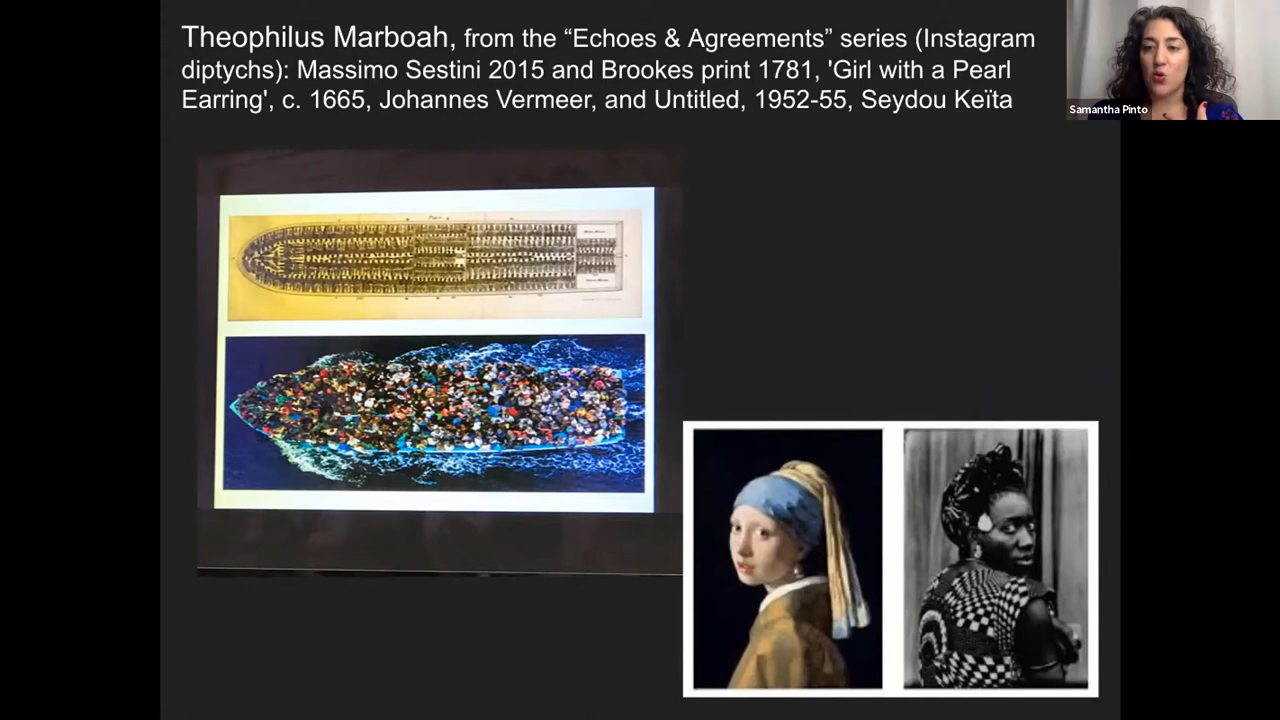 Theophilus Marboah, from the “Echoes & Agreements” series (Instagram
diptychs): Massimo Sestini 2015 and Brookes print 1781, 'Girl with a Pearl
Earring', c. 1665, Johannes Vermeer, and Untitled, 1952-55, Seydou Keïta
Samantha Pinto